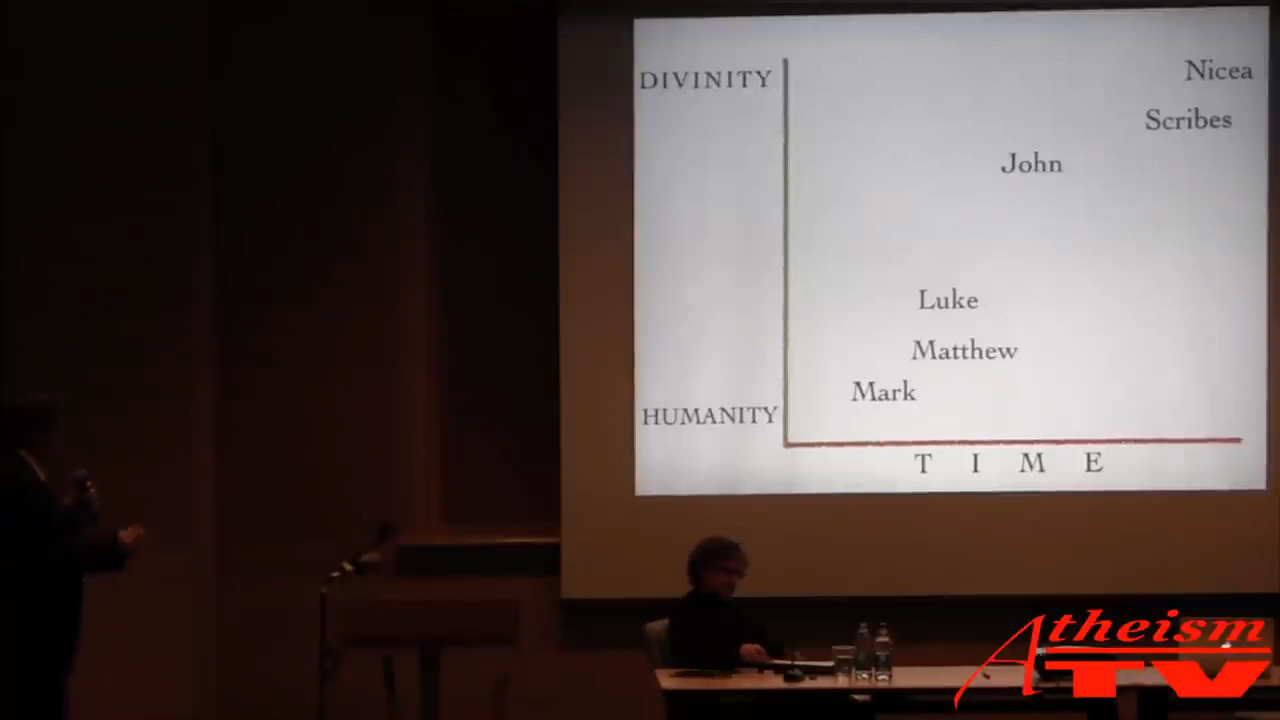 DIVINITY
Nicea
Scribes
John
Luke
Matthew
Mark
HUMANITY
T I M E
Atheism
TV